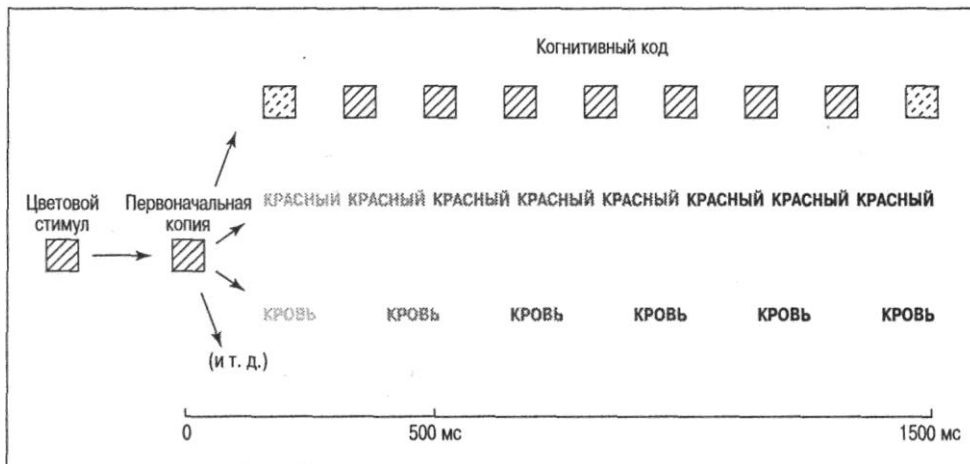 Когнитивный код
КРАСНЫЙ КРАСНЫЙ КРАСНЫЙ КРАСНЫЙ КРАСНЫЙ КРАСНЫЙ КРАСНЫЙ КРАСНЫЙ
Цветовой
стимул
Первоначальная
копия
КРОВЬ КРОВЬ КРОВЬ КРОВЬ КРОВЬ КРОВЬ
(и т. д.)
0 500 мс 1500 мс